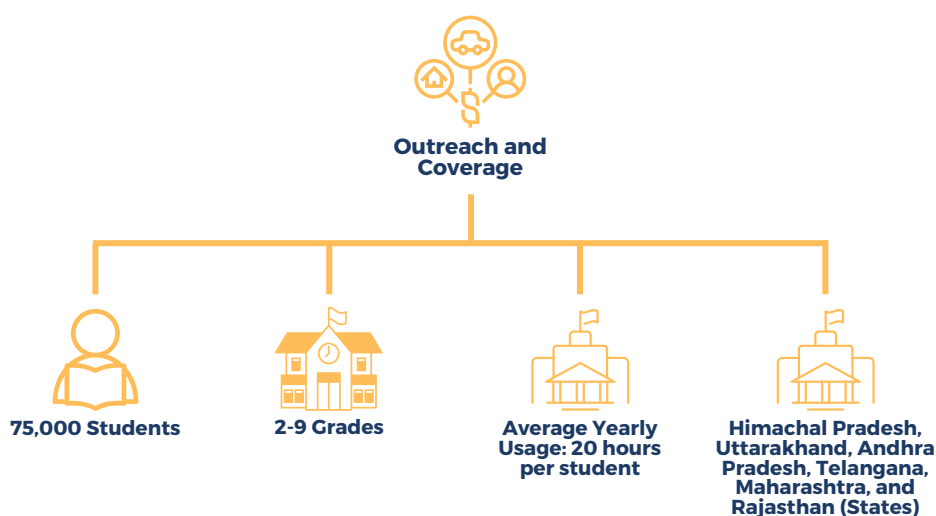 Outreach and
Coverage
75,000 Students
2-9 Grades
Average Yearly
Usage: 20 hours
per student
Himachal Pradesh,
Uttarakhand, Andhra
Pradesh, Telangana,
Maharashtra, and
Rajasthan (States)